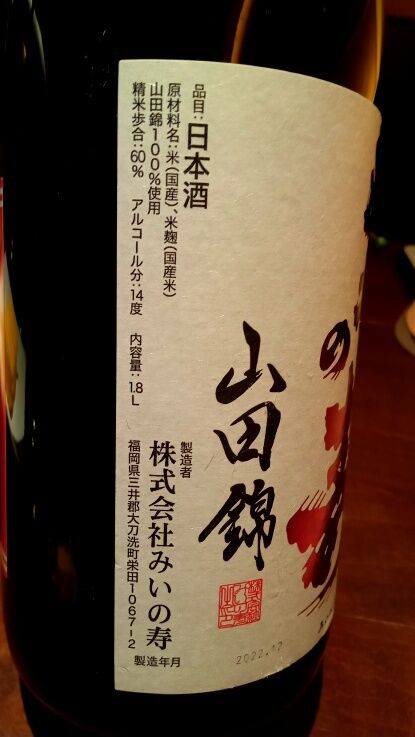 の
山田錦
品目：日本酒
原材料名：米（国産）、米麹（国産米）
山田錦１００％使用
精米歩合：60％　アルコール分：14度　内容量：1.8L
製造者
株式会社みいの寿
福岡県三井郡大刀洗町栄田1067-2
製造年月
2022.12